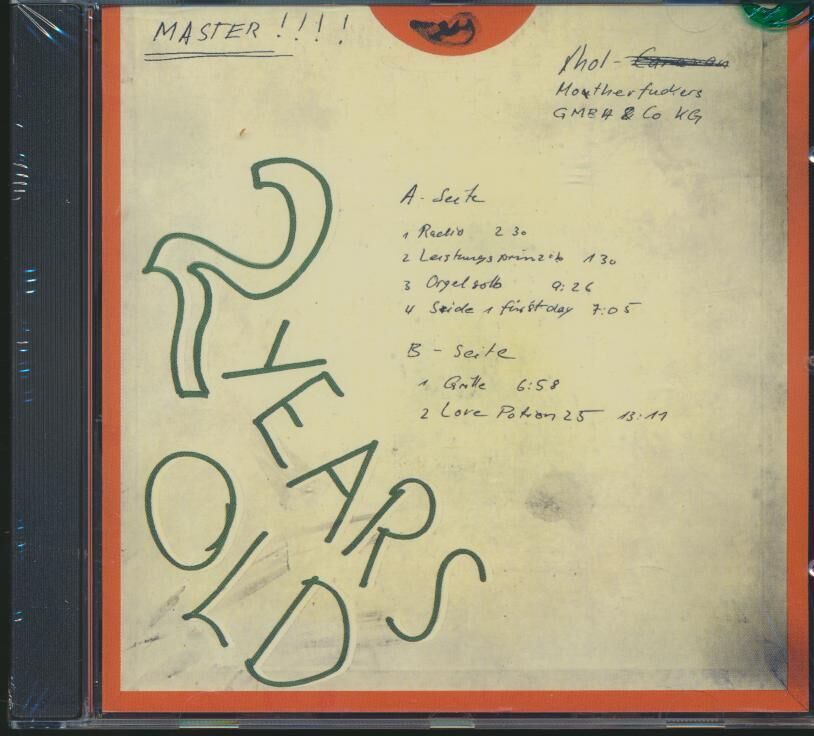 MASTER !!!!
Xhol -
Motherfuckers
GMBH & Co KG
A - Seite
1 Radio 2 30
2 Leistungsprinzip 1 30
3 Orgelsolo 9:26
4 Side 1 first day 7:05
B - Seite
1 Grille 6:58
2 Love Potion 25 13:11
2
YEARS
OLD